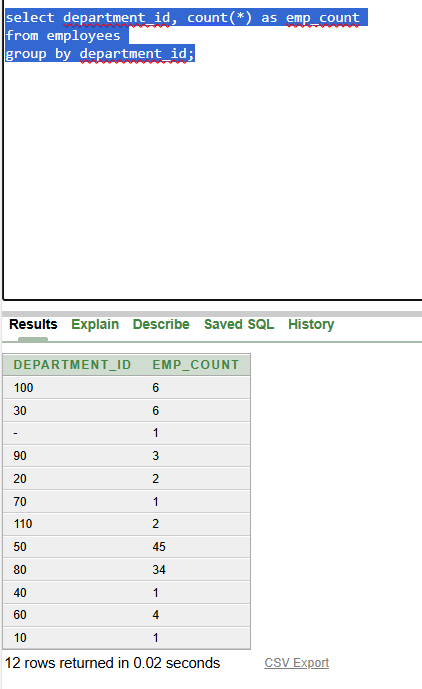 select department_id, count(*) as emp_count
from employees
group by department_id;
Results Explain Describe Saved SQL History
DEPARTMENT_ID EMP_COUNT
100 6
30 6
- 1
90 3
20 2
70 1
110 2
50 45
80 34
40 1
60 4
10 1
12 rows returned in 0.02 seconds CSV Export